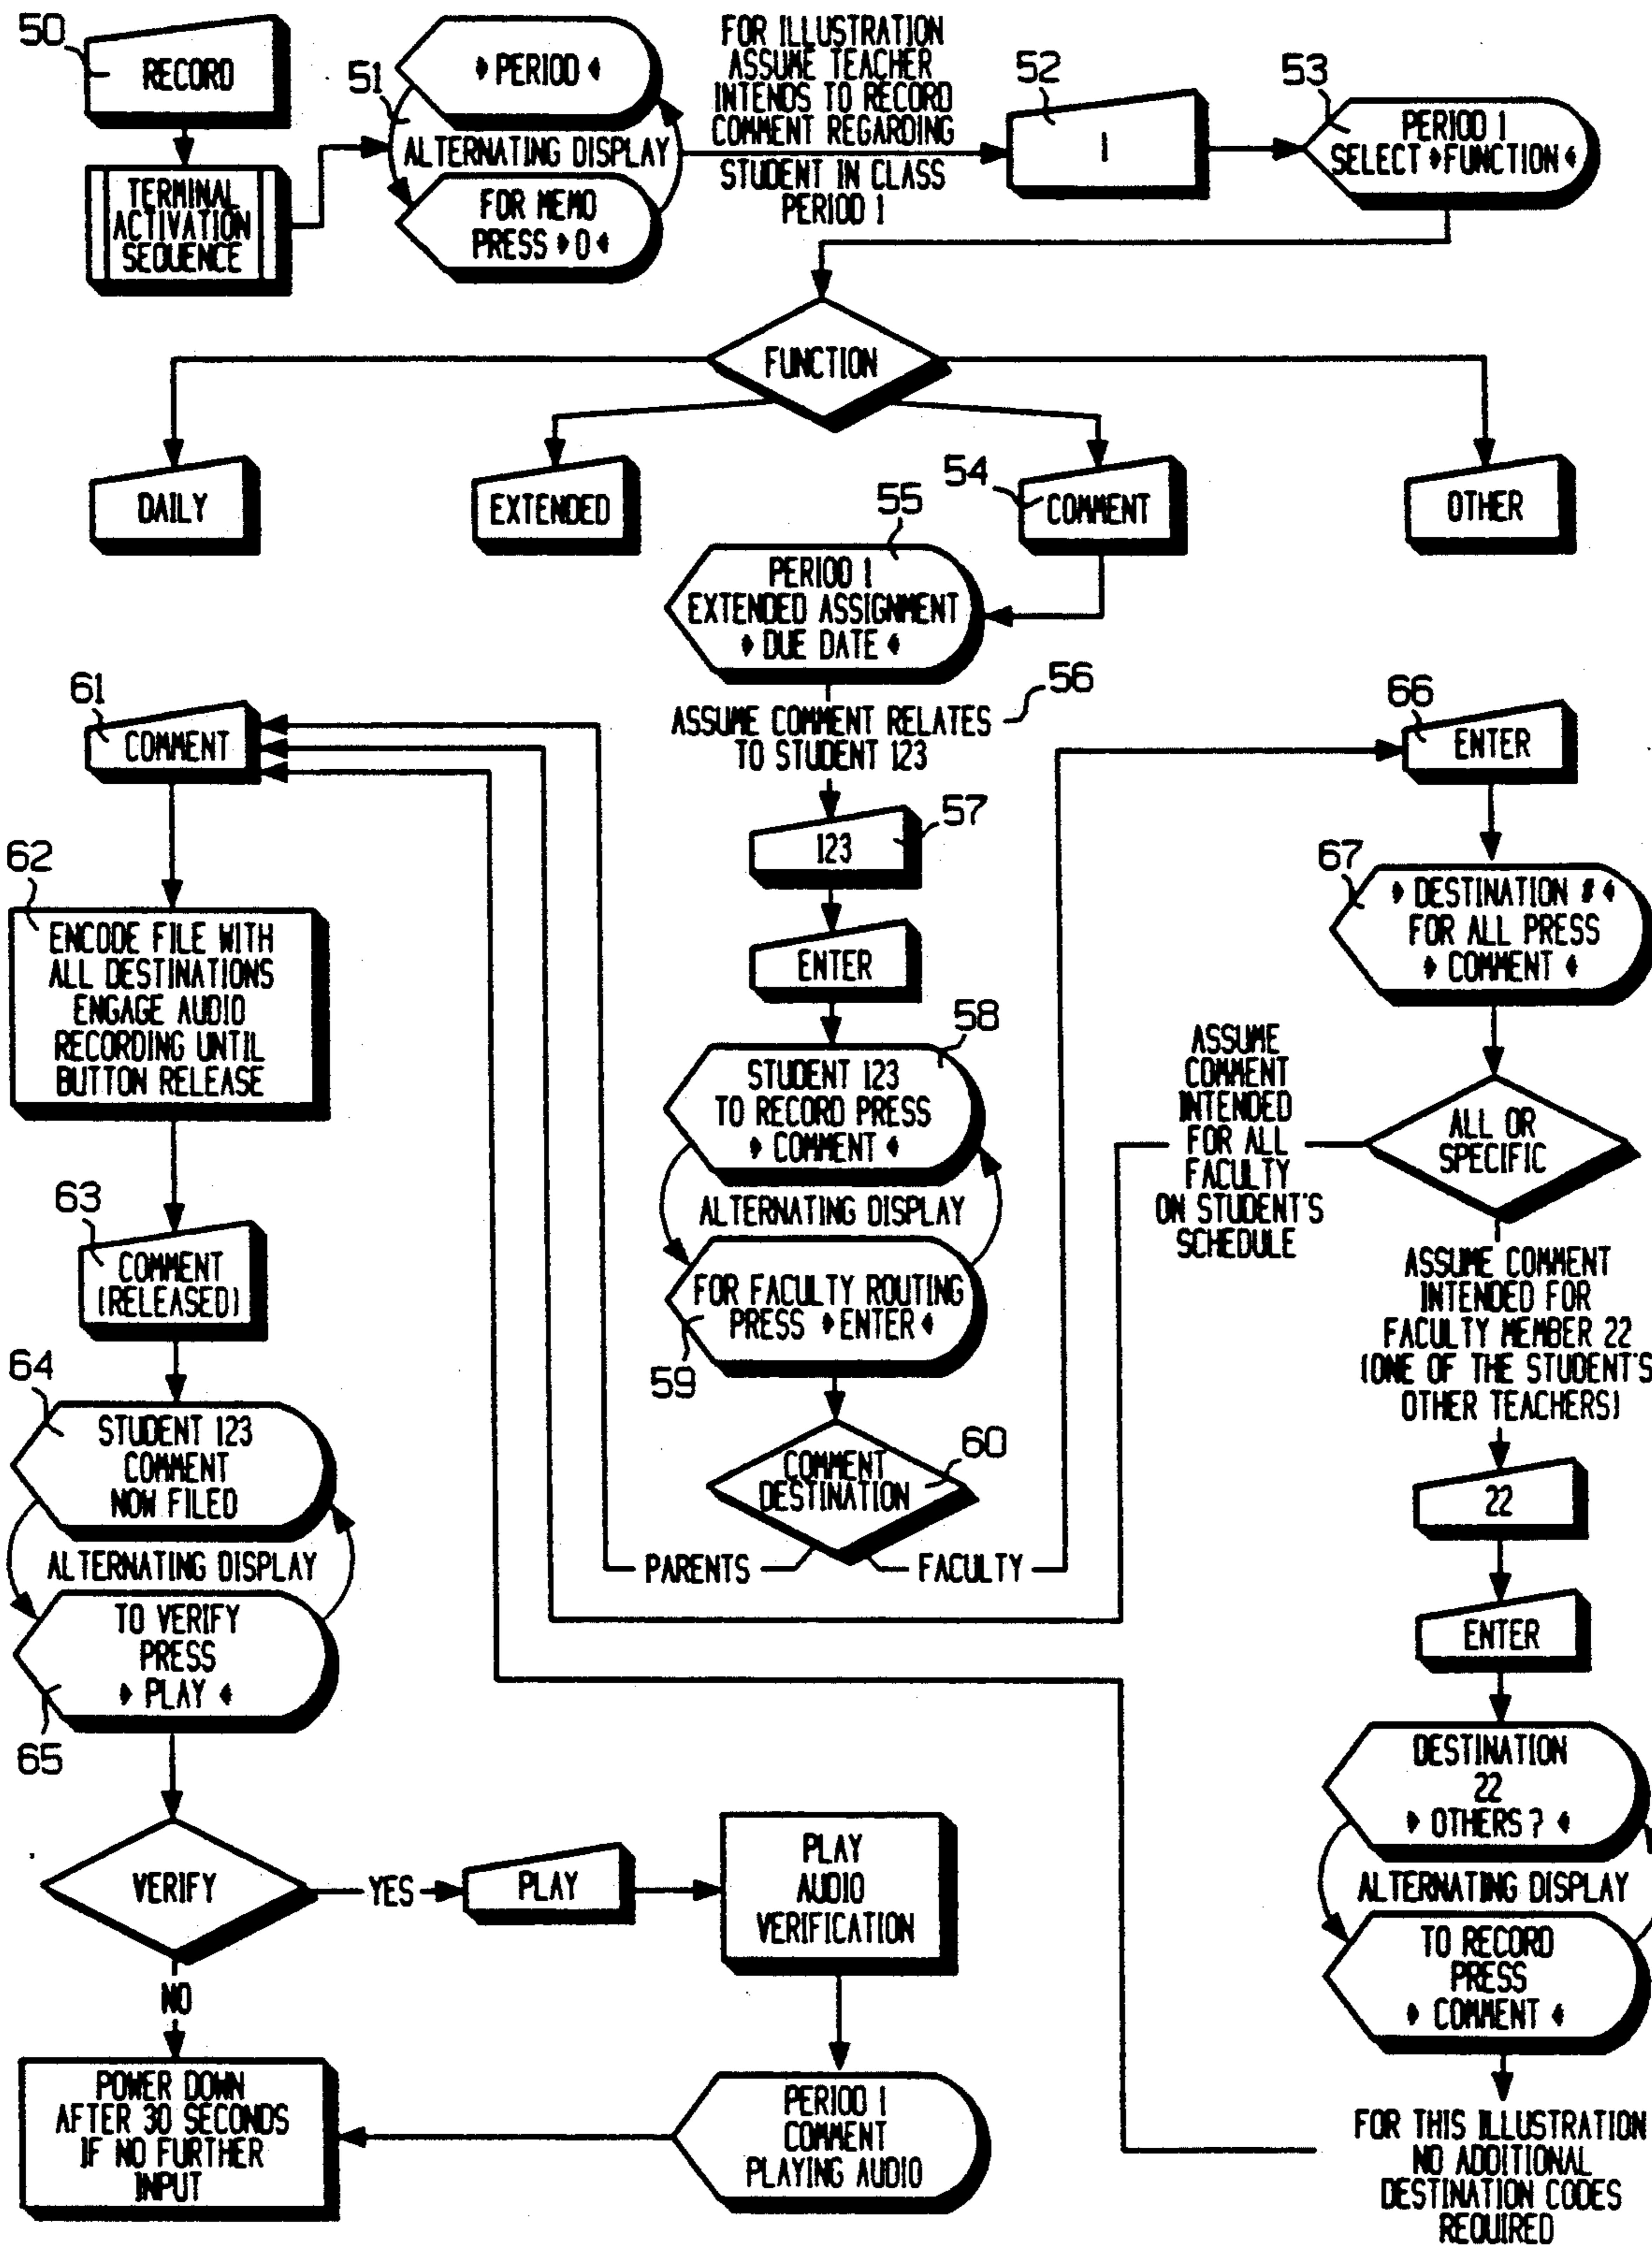 50
RECORD
TERMINAL
ACTIVATION
SEQUENCE
51
▸ PERIOD ◂
ALTERNATING DISPLAY
FOR MEMO
PRESS ▸0◂
FOR ILLUSTRATION
ASSUME TEACHER
INTENDS TO RECORD
COMMENT REGARDING
STUDENT IN CLASS
PERIOD 1
52
1
53
PERIOD 1
SELECT ▸FUNCTION◂
FUNCTION
DAILY
EXTENDED
54
COMMENT
OTHER
55
PERIOD 1
EXTENDED ASSIGNMENT
▸ DUE DATE ◂
56
ASSUME COMMENT RELATES
TO STUDENT 123
57
123
ENTER
58
STUDENT 123
TO RECORD PRESS
▸ COMMENT ◂
ALTERNATING DISPLAY
FOR FACULTY ROUTING
PRESS ▸ENTER◂
59
60
COMMENT
DESTINATION
PARENTS
FACULTY
61
COMMENT
62
ENCODE FILE WITH
ALL DESTINATIONS
ENGAGE AUDIO
RECORDING UNTIL
BUTTON RELEASE
63
COMMENT
(RELEASED)
64
STUDENT 123
COMMENT
NOW FILED
ALTERNATING DISPLAY
TO VERIFY
PRESS
▸ PLAY ◂
65
VERIFY
YES
PLAY
PLAY
AUDIO
VERIFICATION
NO
POWER DOWN
AFTER 30 SECONDS
IF NO FURTHER
INPUT
PERIOD 1
COMMENT
PLAYING AUDIO
66
ENTER
67
▸ DESTINATION # ◂
FOR ALL PRESS
▸ COMMENT ◂
ALL OR
SPECIFIC
ASSUME
COMMENT
INTENDED
FOR ALL
FACULTY
ON STUDENT'S
SCHEDULE
ASSUME COMMENT
INTENDED FOR
FACULTY MEMBER 22
(ONE OF THE STUDENT'S
OTHER TEACHERS)
22
ENTER
DESTINATION
22
▸ OTHERS? ◂
ALTERNATING DISPLAY
TO RECORD
PRESS
▸ COMMENT ◂
FOR THIS ILLUSTRATION
NO ADDITIONAL
DESTINATION CODES
REQUIRED